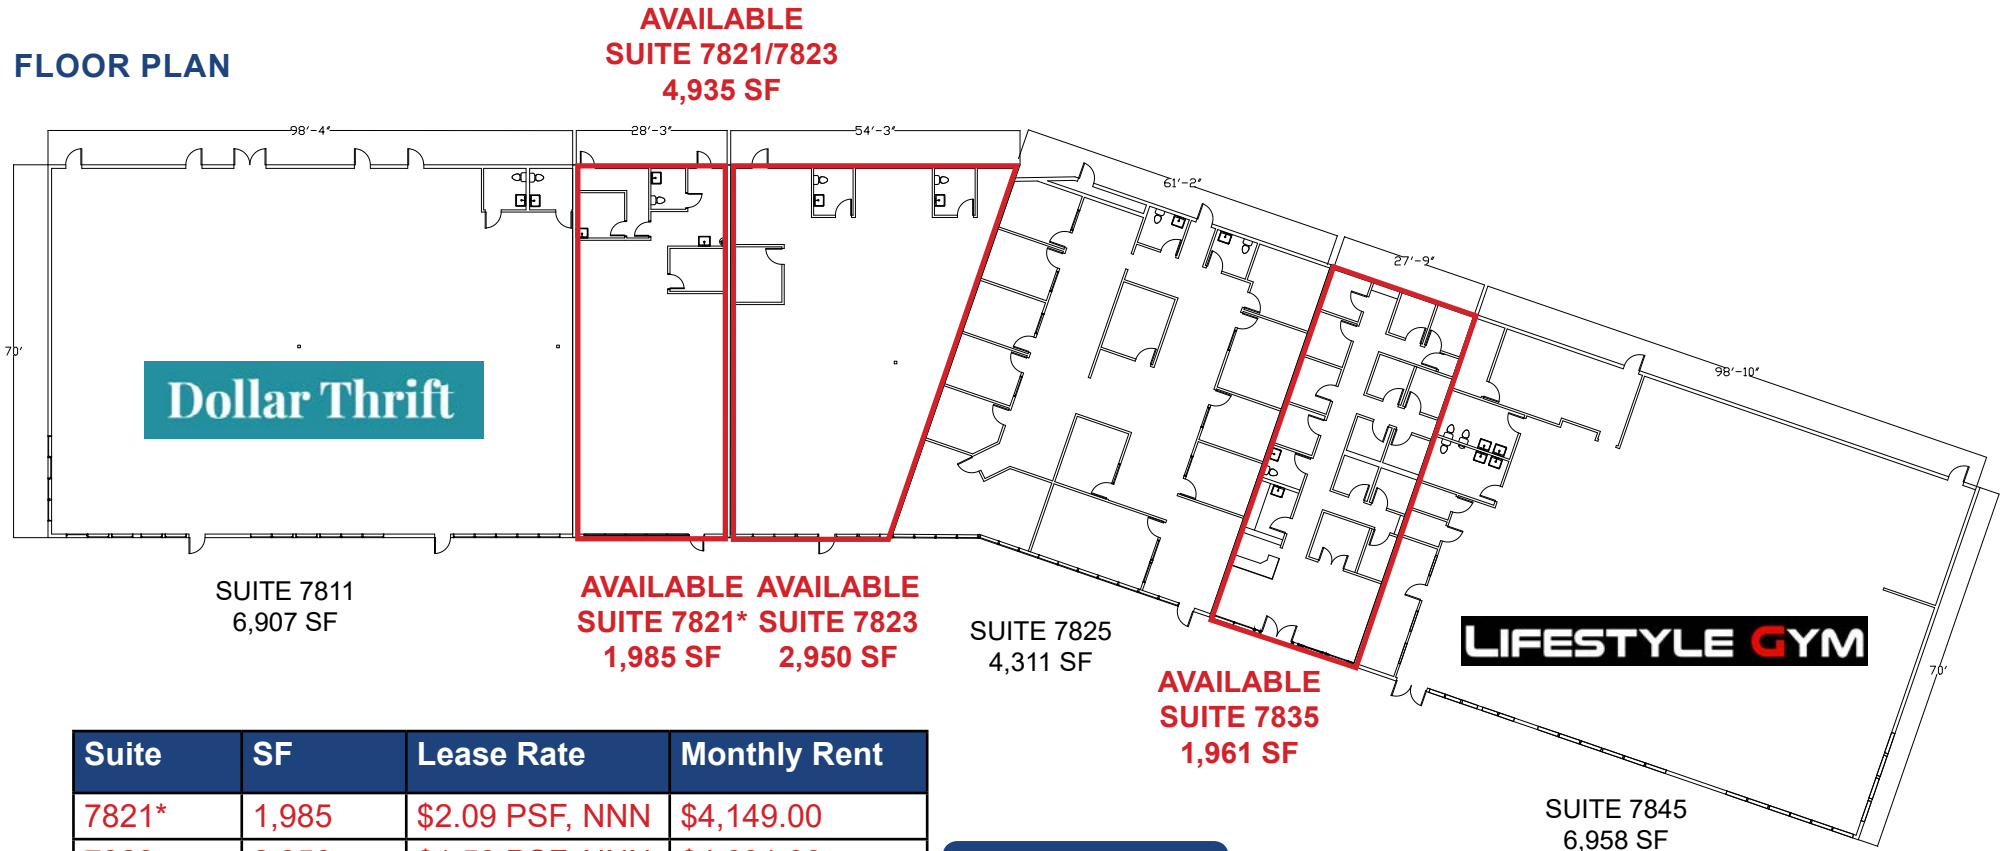 AVAILABLE
SUITE 7821/7823
4,935 SF
FLOOR PLAN
98'-4"
28'-3"
54'-3"
61'-2"
27'-9"
98'-10"
70'
Dollar Thrift
SUITE 7811
6,907 SF
AVAILABLE
SUITE 7821*
1,985 SF
AVAILABLE
SUITE 7823
2,950 SF
SUITE 7825
4,311 SF
AVAILABLE
SUITE 7835
1,961 SF
LIFESTYLE GYM
70'
SUITE 7845
6,958 SF
Suite SF Lease Rate Monthly Rent
7821* 1,985 $2.09 PSF, NNN $4,149.00